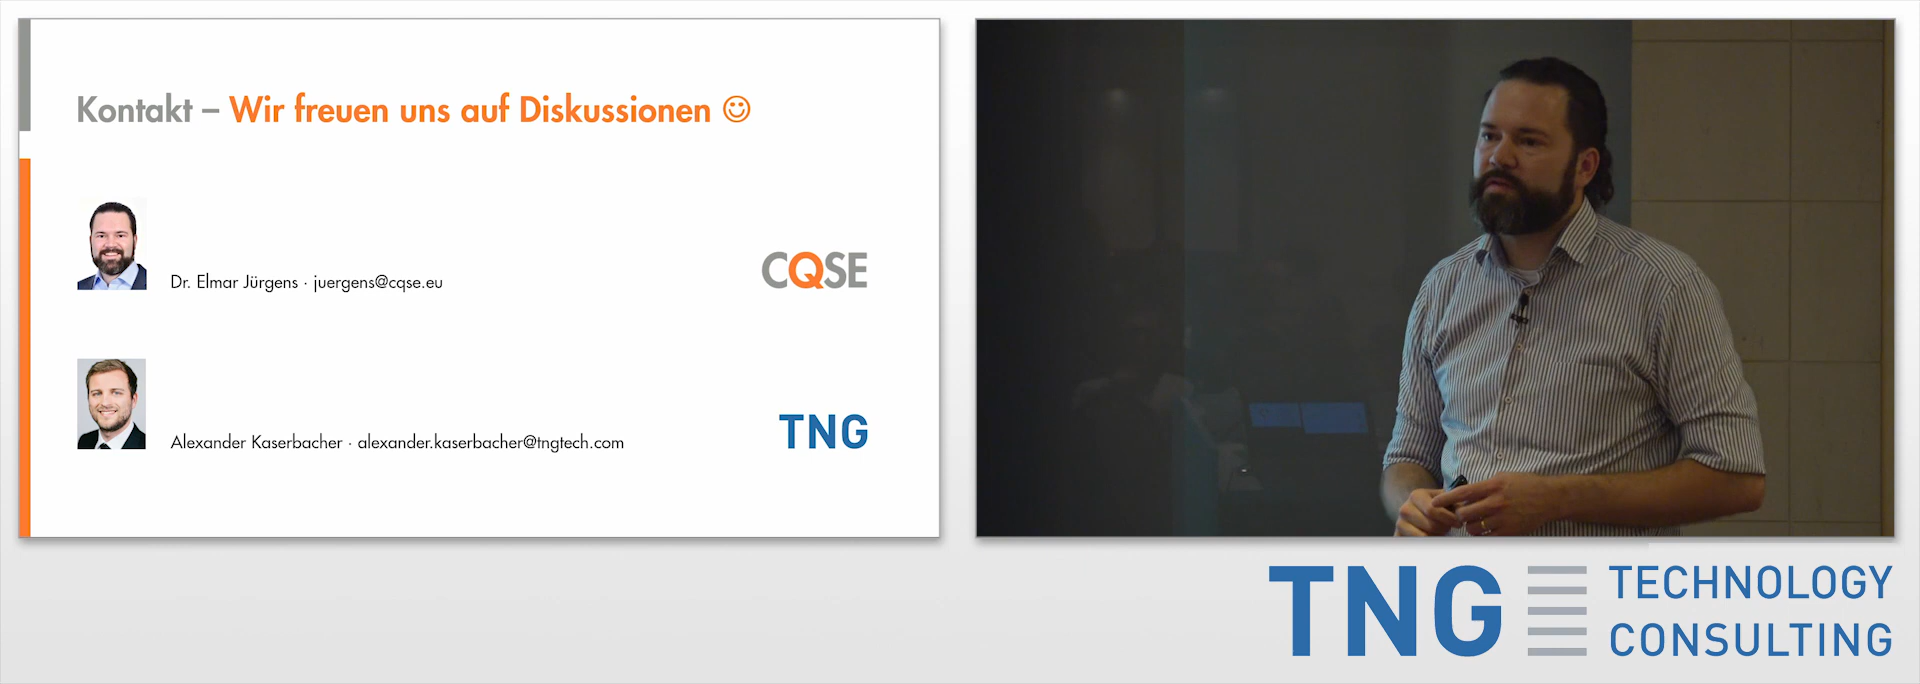 Kontakt – Wir freuen uns auf Diskussionen ☺
Dr. Elmar Jürgens · juergens@cqse.eu
CQSE
Alexander Kaserbacher · alexander.kaserbacher@tngtech.com
TNG
TNG TECHNOLOGY
CONSULTING